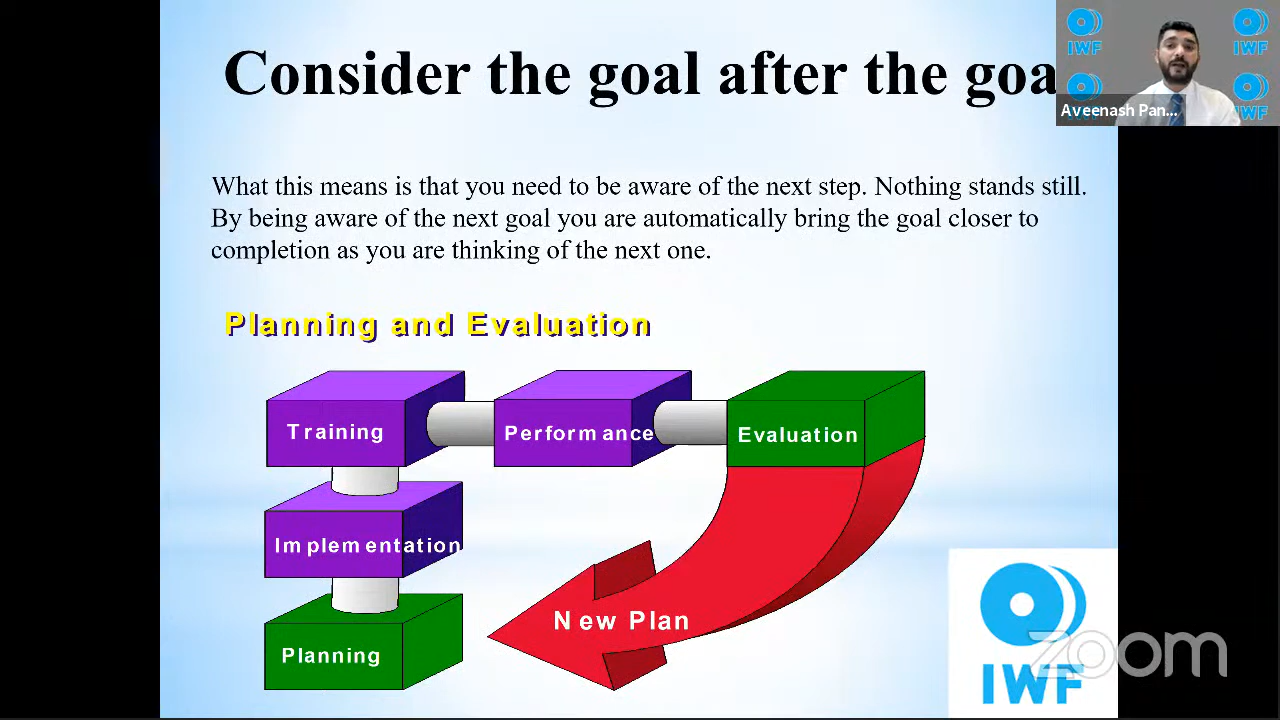 Consider the goal after the goa
IWF
IWF
IWF
Aveenash Pan...
What this means is that you need to be aware of the next step. Nothing stands still.
By being aware of the next goal you are automatically bring the goal closer to
completion as you are thinking of the next one.
Planning and Evaluation
Training
Performance
Evaluation
Implementation
New Plan
Planning
zoom
IWF